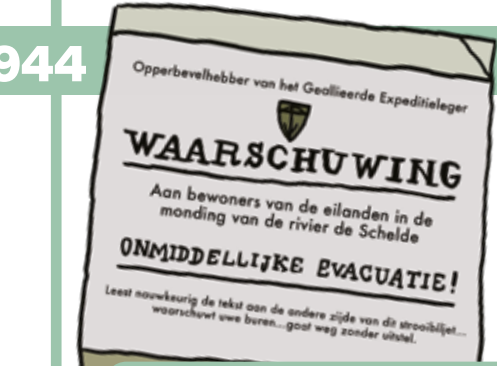 944
Opperbevelhebber van het Geallieerde Expeditieleger
WAARSCHUWING
Aan bewoners van de eilanden in de
monding van de rivier de Schelde
ONMIDDELLIJKE EVACUATIE!
Leest nauwkeurig de tekst aan de andere zijde van dit strooibiljet...
waarschuwt uwe buren...gaat weg zonder uitstel.